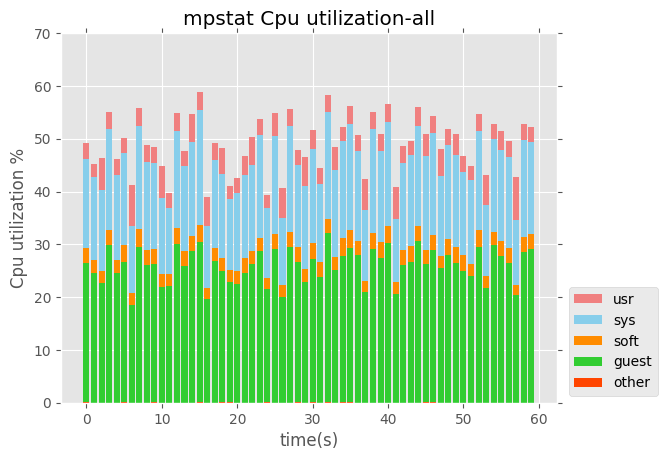 mpstat Cpu utilization-all
Cpu utilization %
70
60
50
40
30
20
10
0
0
10
20
30
40
50
60
time(s)
usr
sys
soft
guest
other